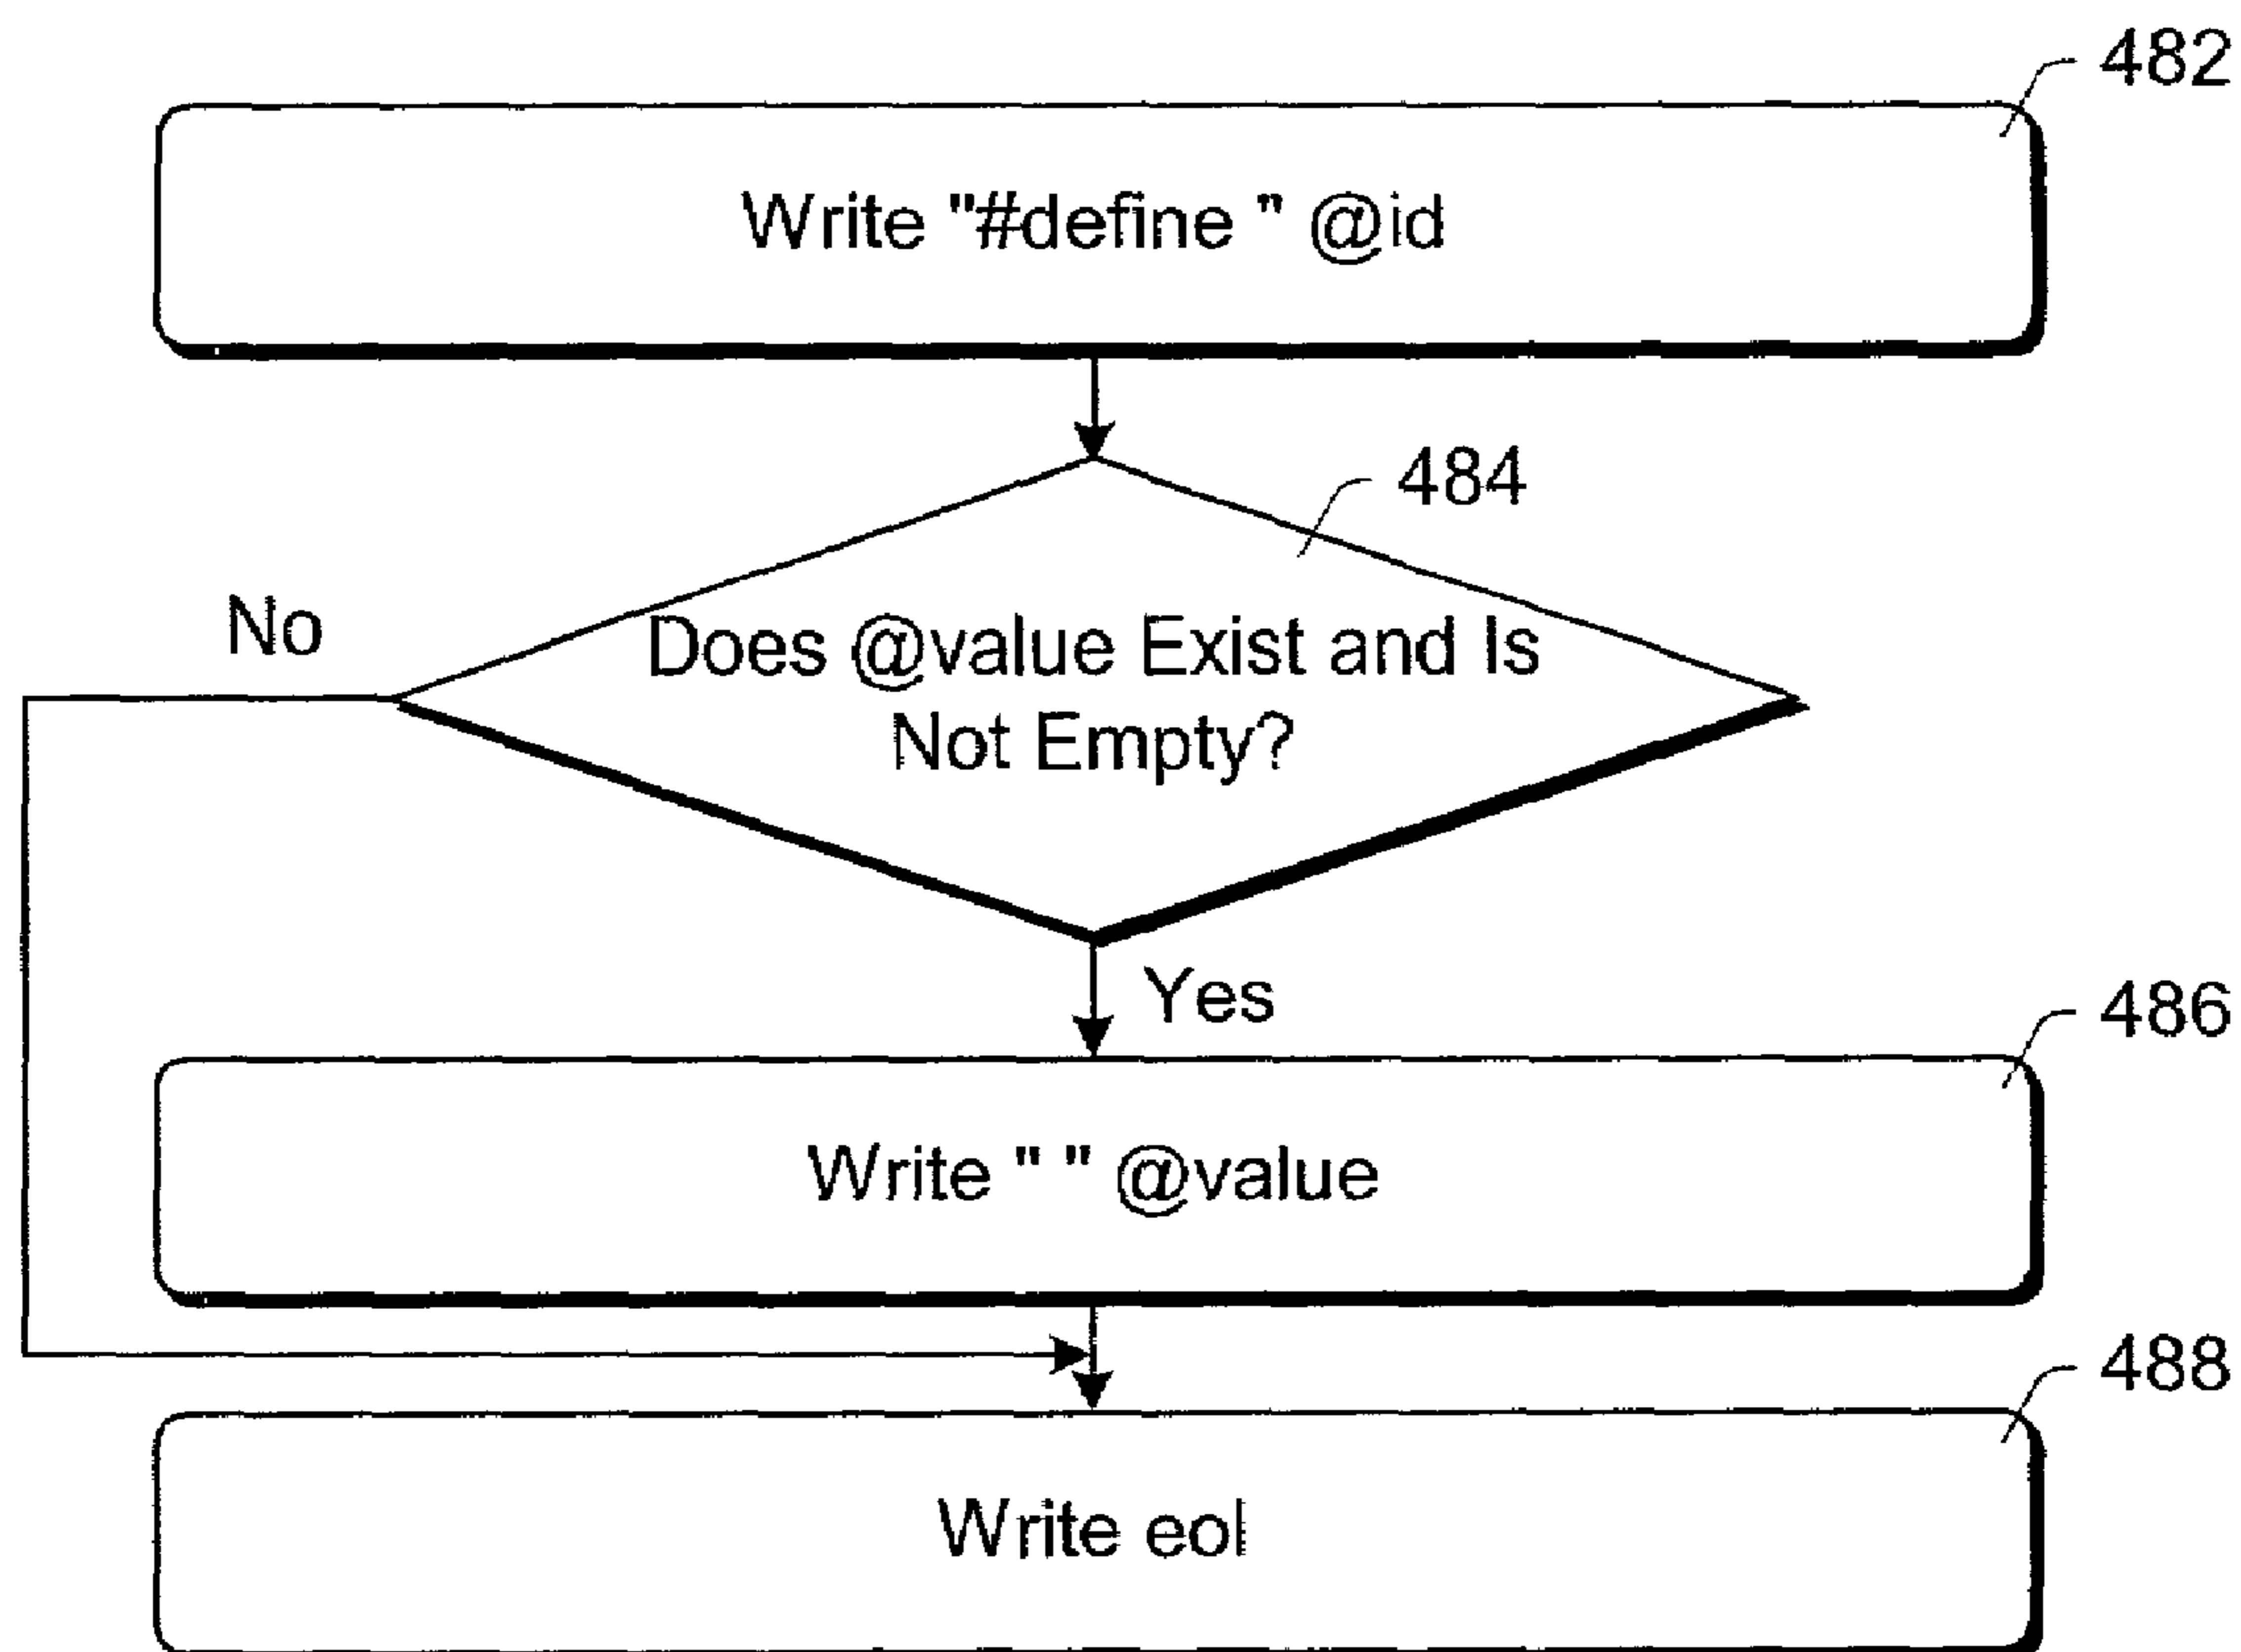 482
Write "#define " @id
484
No
Does @value Exist and Is
Not Empty?
Yes
486
Write " " @value
488
Write eol